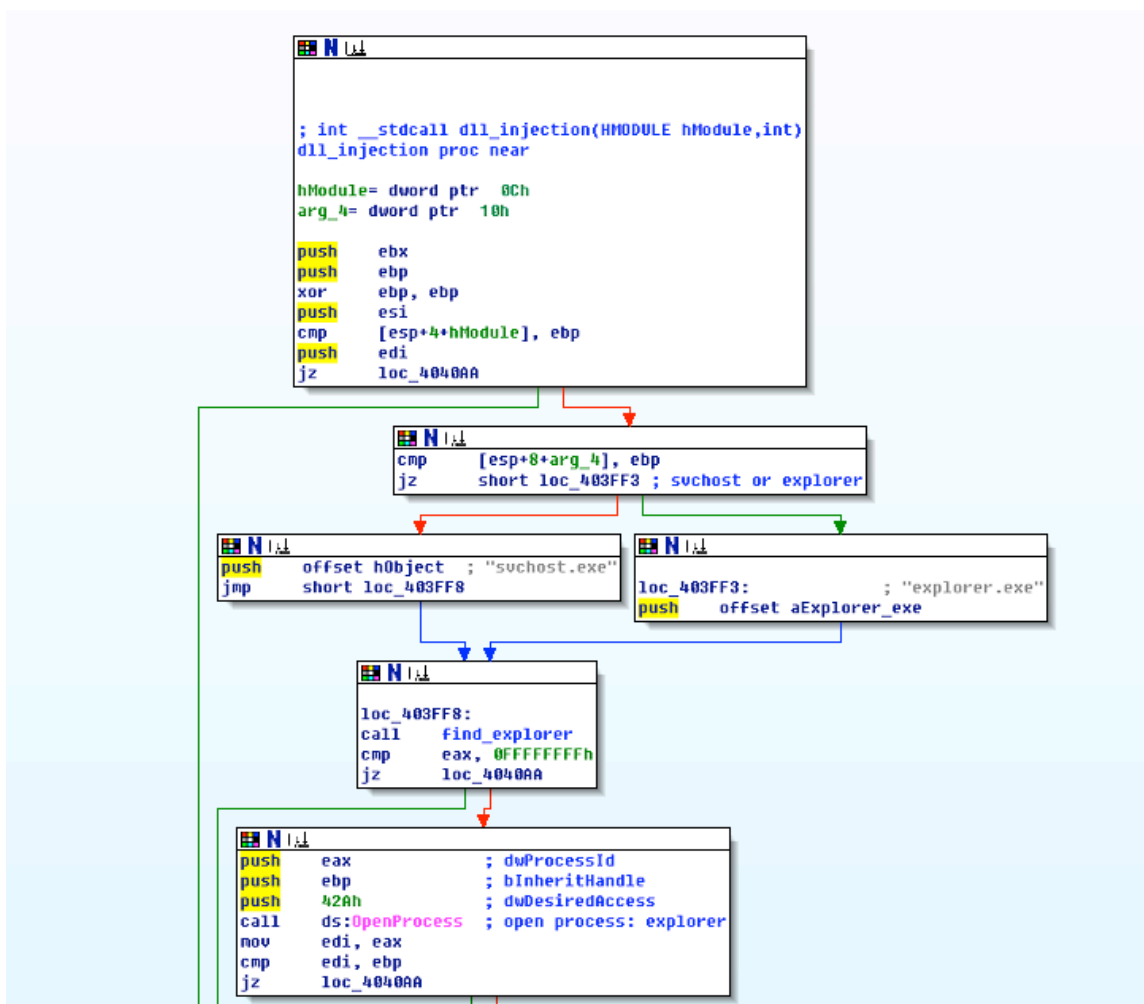 ; int __stdcall dll_injection(HMODULE hModule,int)
dll_injection proc near
hModule= dword ptr  0Ch
arg_4= dword ptr  10h
push    ebx
push    ebp
xor     ebp, ebp
push    esi
cmp     [esp+4+hModule], ebp
push    edi
jz      loc_4040AA
cmp     [esp+8+arg_4], ebp
jz      short loc_403FF3 ; svchost or explorer
push    offset hObject  ; "svchost.exe"
jmp     short loc_403FF8
loc_403FF3:             ; "explorer.exe"
push    offset aExplorer_exe
loc_403FF8:
call    find_explorer
cmp     eax, 0FFFFFFFFh
jz      loc_4040AA
push    eax             ; dwProcessId
push    ebp             ; bInheritHandle
push    42Ah            ; dwDesiredAccess
call    ds:OpenProcess  ; open process: explorer
mov     edi, eax
cmp     edi, ebp
jz      loc_4040AA